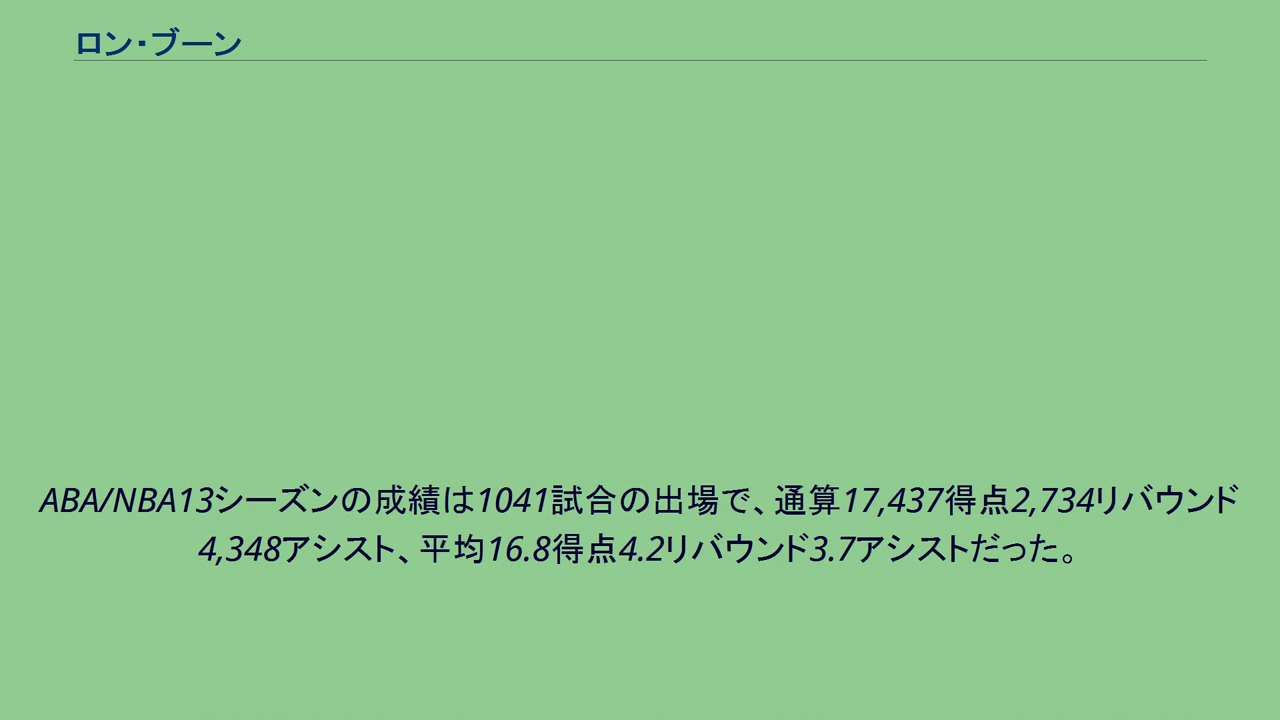 ロン・ブーン
ABA/NBA13シーズンの成績は1041試合の出場で、通算17,437得点2,734リバウンド
4,348アシスト、平均16.8得点4.2リバウンド3.7アシストだった。